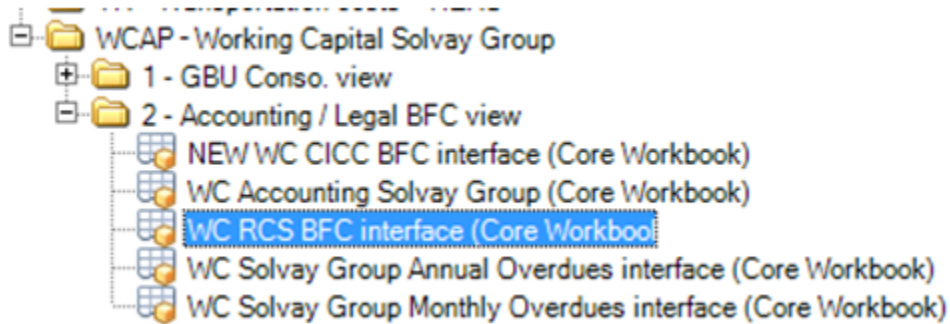 WCAP - Working Capital Solvay Group
1 - GBU Conso. view
2 - Accounting / Legal BFC view
NEW WC CICC BFC interface (Core Workbook)
WC Accounting Solvay Group (Core Workbook)
WC RCS BFC interface (Core Workboo
WC Solvay Group Annual Overdues interface (Core Workbook)
WC Solvay Group Monthly Overdues interface (Core Workbook)